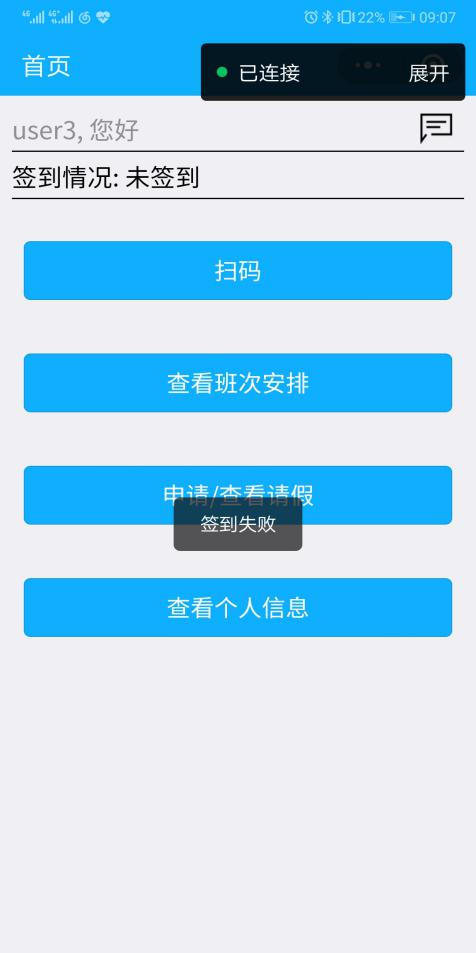 4G 4G+ 22% 09:07
首页
已连接 展开
user3, 您好
签到情况: 未签到
扫码
查看班次安排
申请/查看请假
签到失败
查看个人信息